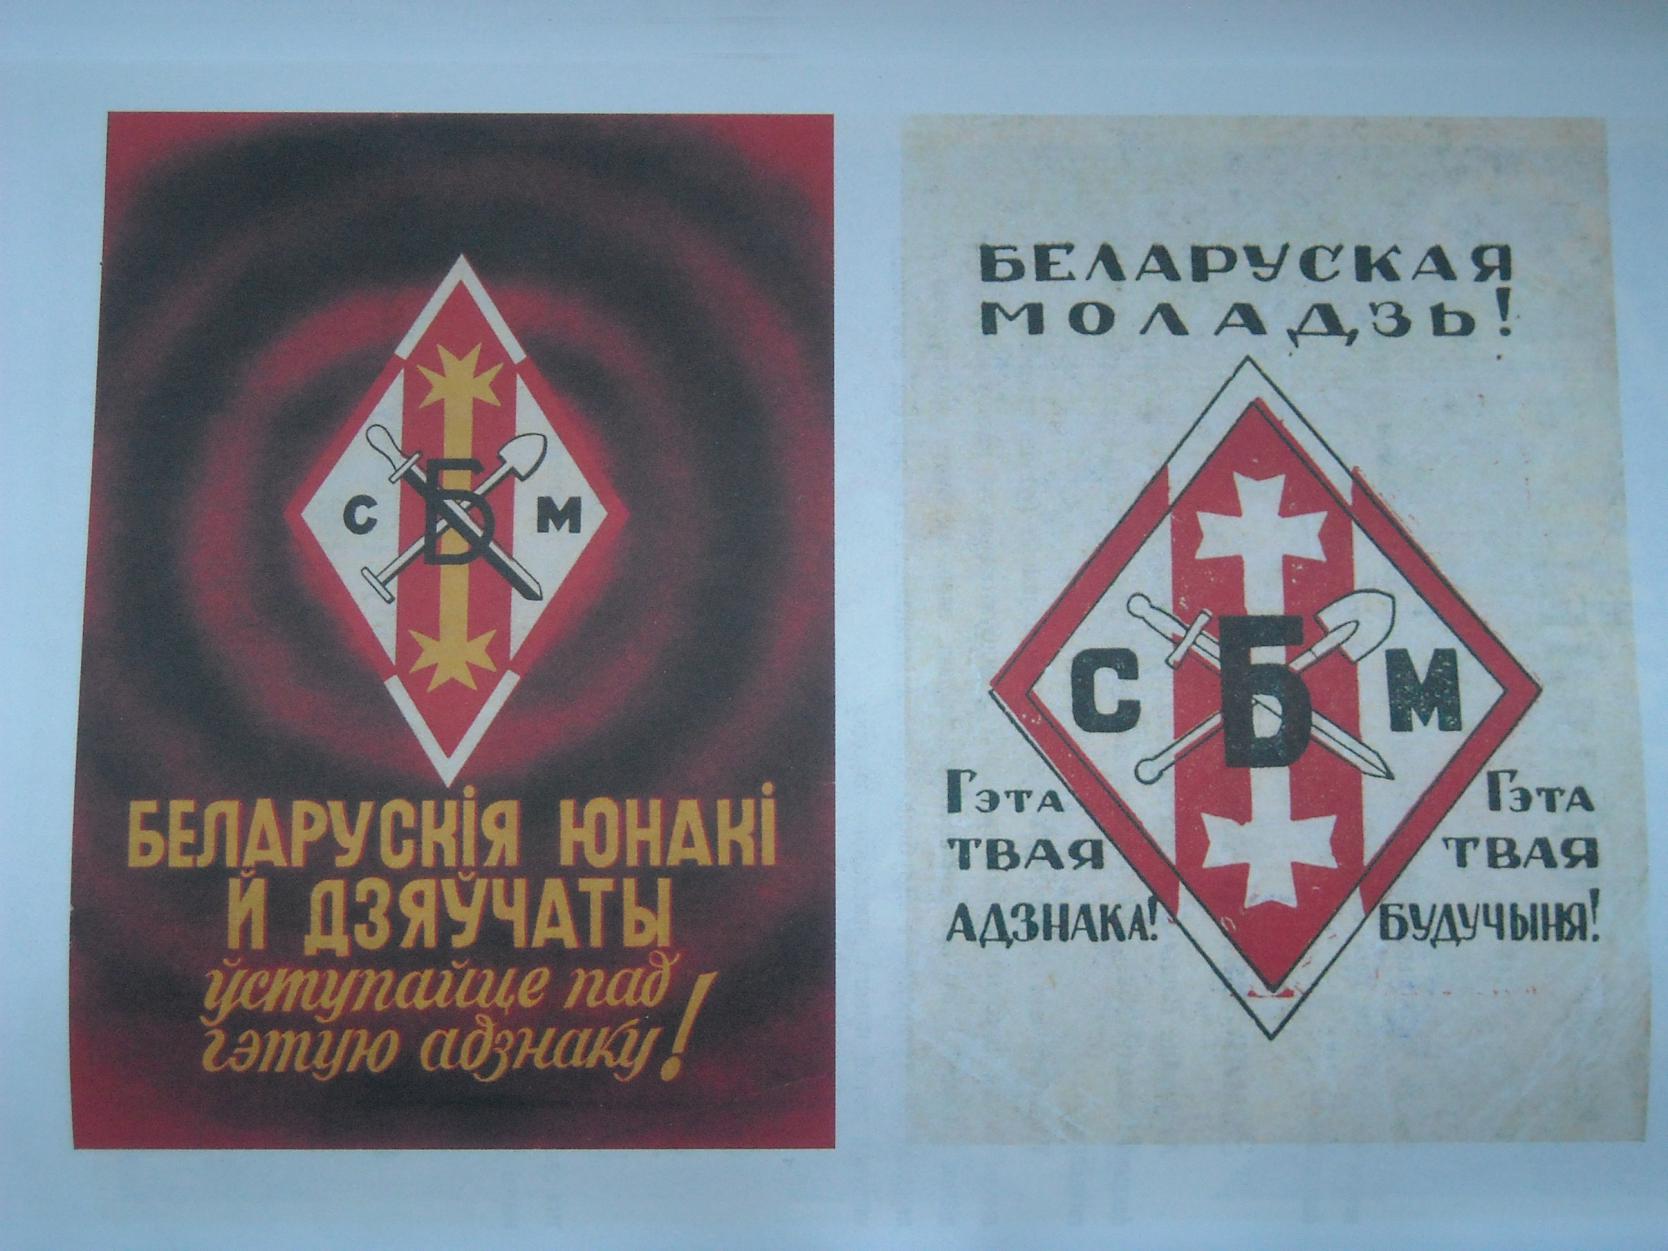 С Б М
БЕЛАРУСКІЯ ЮНАКІ
Й ДЗЯЎЧАТЫ
ўступайце пад
гэтую адзнаку!
БЕЛАРУСКАЯ
МОЛАДЗЬ!
С Б М
Гэта
ТВАЯ
АДЗНАКА!
Гэта
ТВАЯ
БУДУЧЫНЯ!